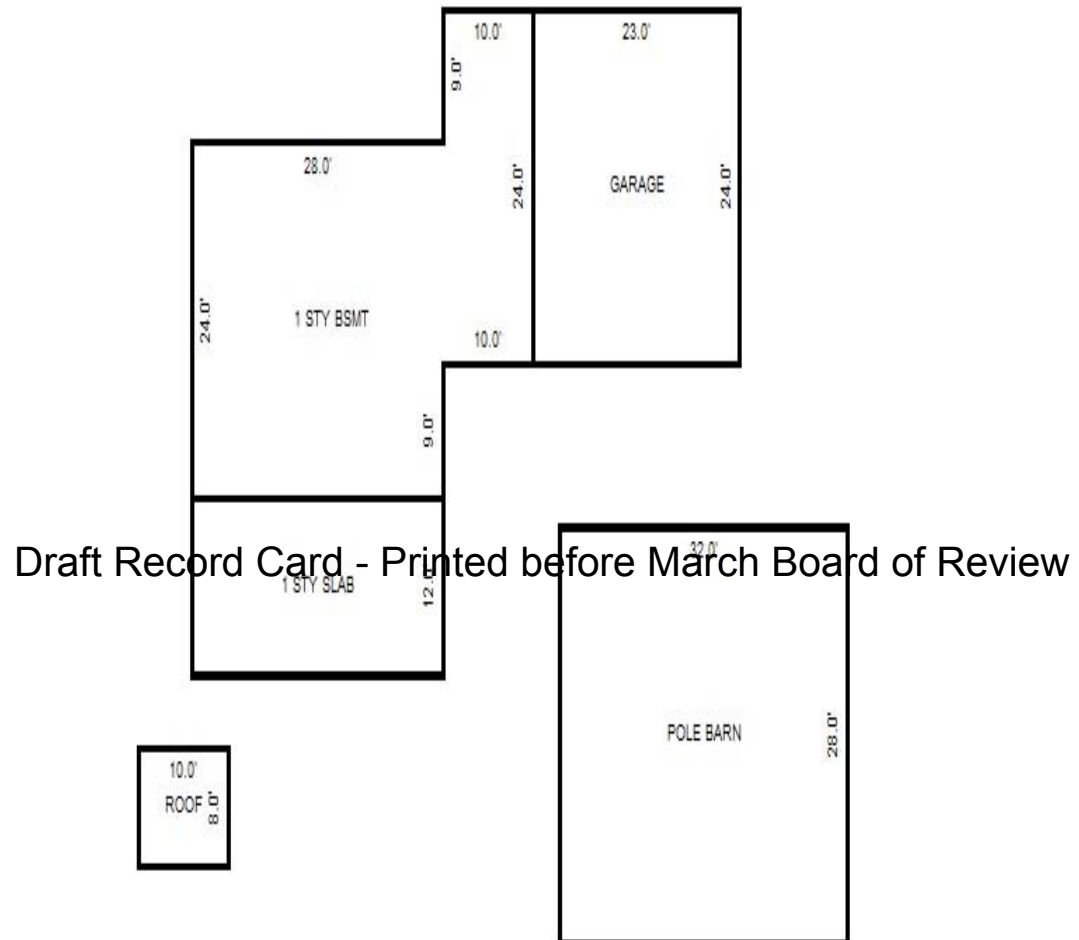 10.0'
23.0'
9.0'
28.0'
24.0'
GARAGE
24.0'
24.0'
1 STY BSMT
10.0'
9.0'
32.0'
Draft Record Card - Printed before March Board of Review
1 STY SLAB
12.0'
POLE BARN
28.0'
10.0'
ROOF
8.0'